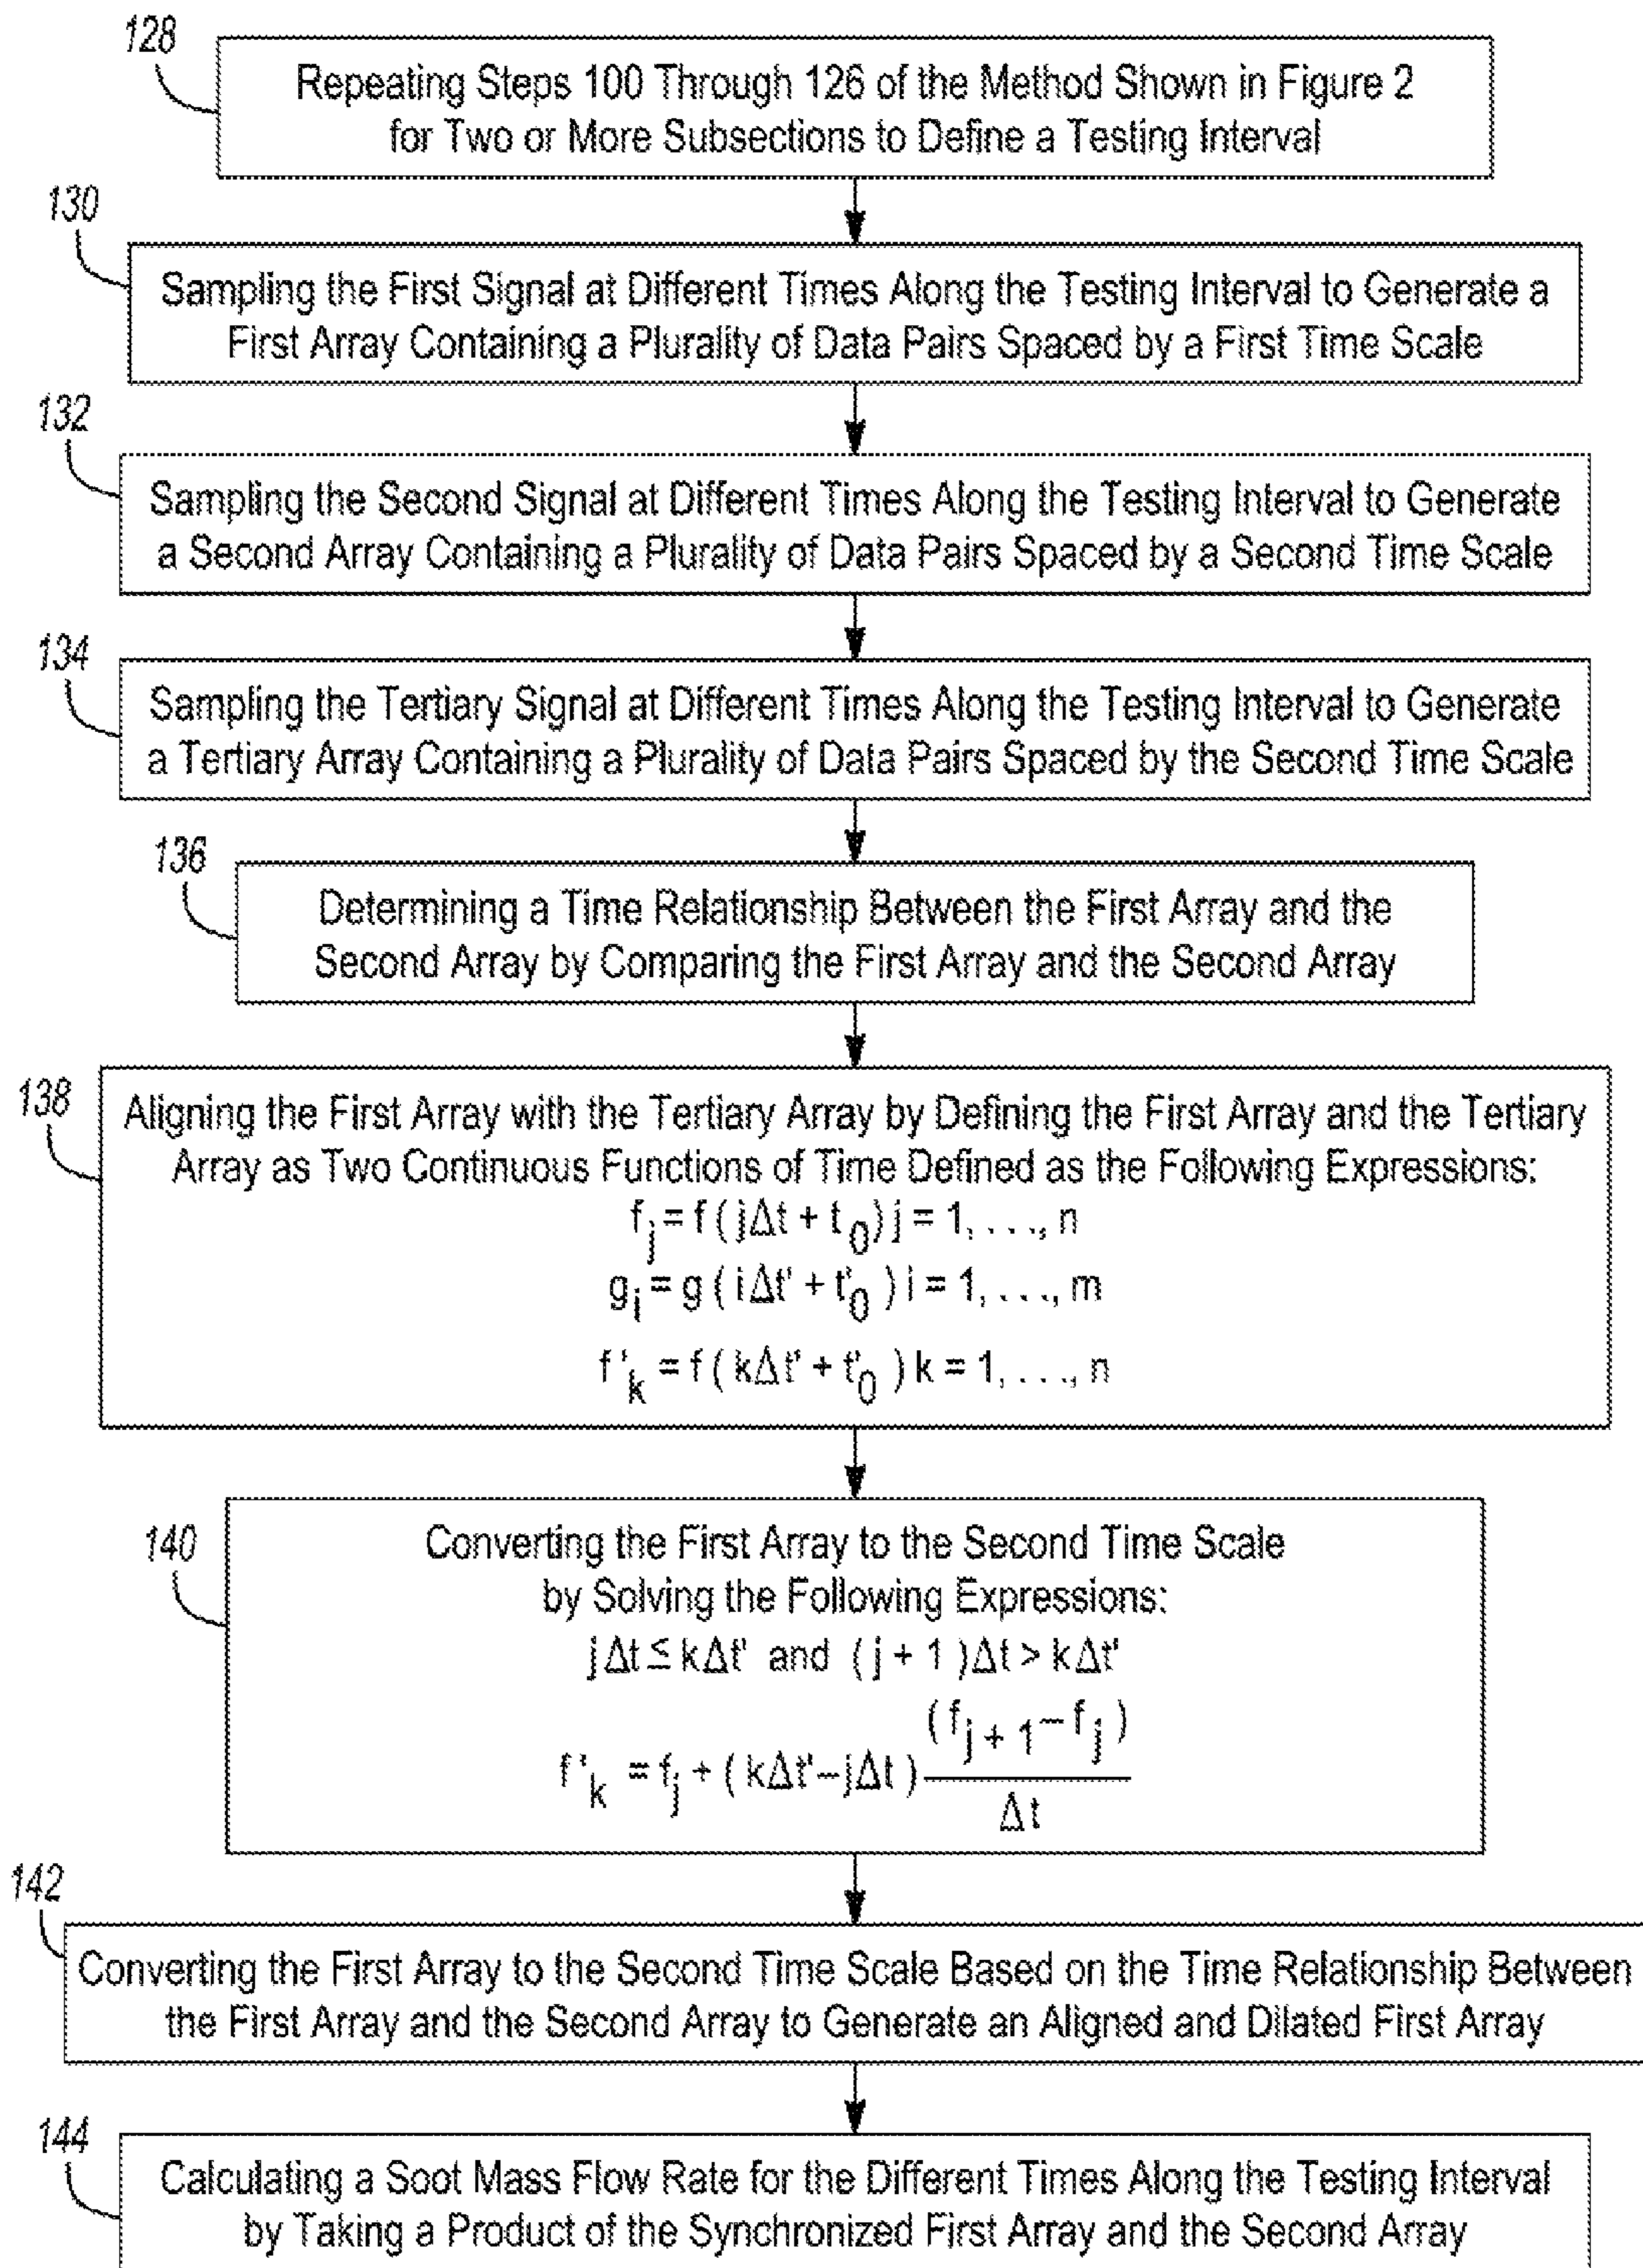 128
Repeating Steps 100 Through 126 of the Method Shown in Figure 2
for Two or More Subsections to Define a Testing Interval
130
Sampling the First Signal at Different Times Along the Testing Interval to Generate a
First Array Containing a Plurality of Data Pairs Spaced by a First Time Scale
132
Sampling the Second Signal at Different Times Along the Testing Interval to Generate
a Second Array Containing a Plurality of Data Pairs Spaced by a Second Time Scale
134
Sampling the Tertiary Signal at Different Times Along the Testing Interval to Generate
a Tertiary Array Containing a Plurality of Data Pairs Spaced by the Second Time Scale
136
Determining a Time Relationship Between the First Array and the
Second Array by Comparing the First Array and the Second Array
138
Aligning the First Array with the Tertiary Array by Defining the First Array and the Tertiary
Array as Two Continuous Functions of Time Defined as the Following Expressions:
f_j = f ( jΔt + t_0) j = 1, . . ., n
g_i = g ( iΔt' + t'_0 ) i = 1, . . ., m
f'_k = f ( kΔt' + t'_0 ) k = 1, . . ., n
140
Converting the First Array to the Second Time Scale
by Solving the Following Expressions:
jΔt ≤ kΔt' and (j + 1 )Δt > kΔt'
f'_k = f_j + ( kΔt' – jΔt ) ( f_{j + 1} – f_j ) / Δt
142
Converting the First Array to the Second Time Scale Based on the Time Relationship Between
the First Array and the Second Array to Generate an Aligned and Dilated First Array
144
Calculating a Soot Mass Flow Rate for the Different Times Along the Testing Interval
by Taking a Product of the Synchronized First Array and the Second Array